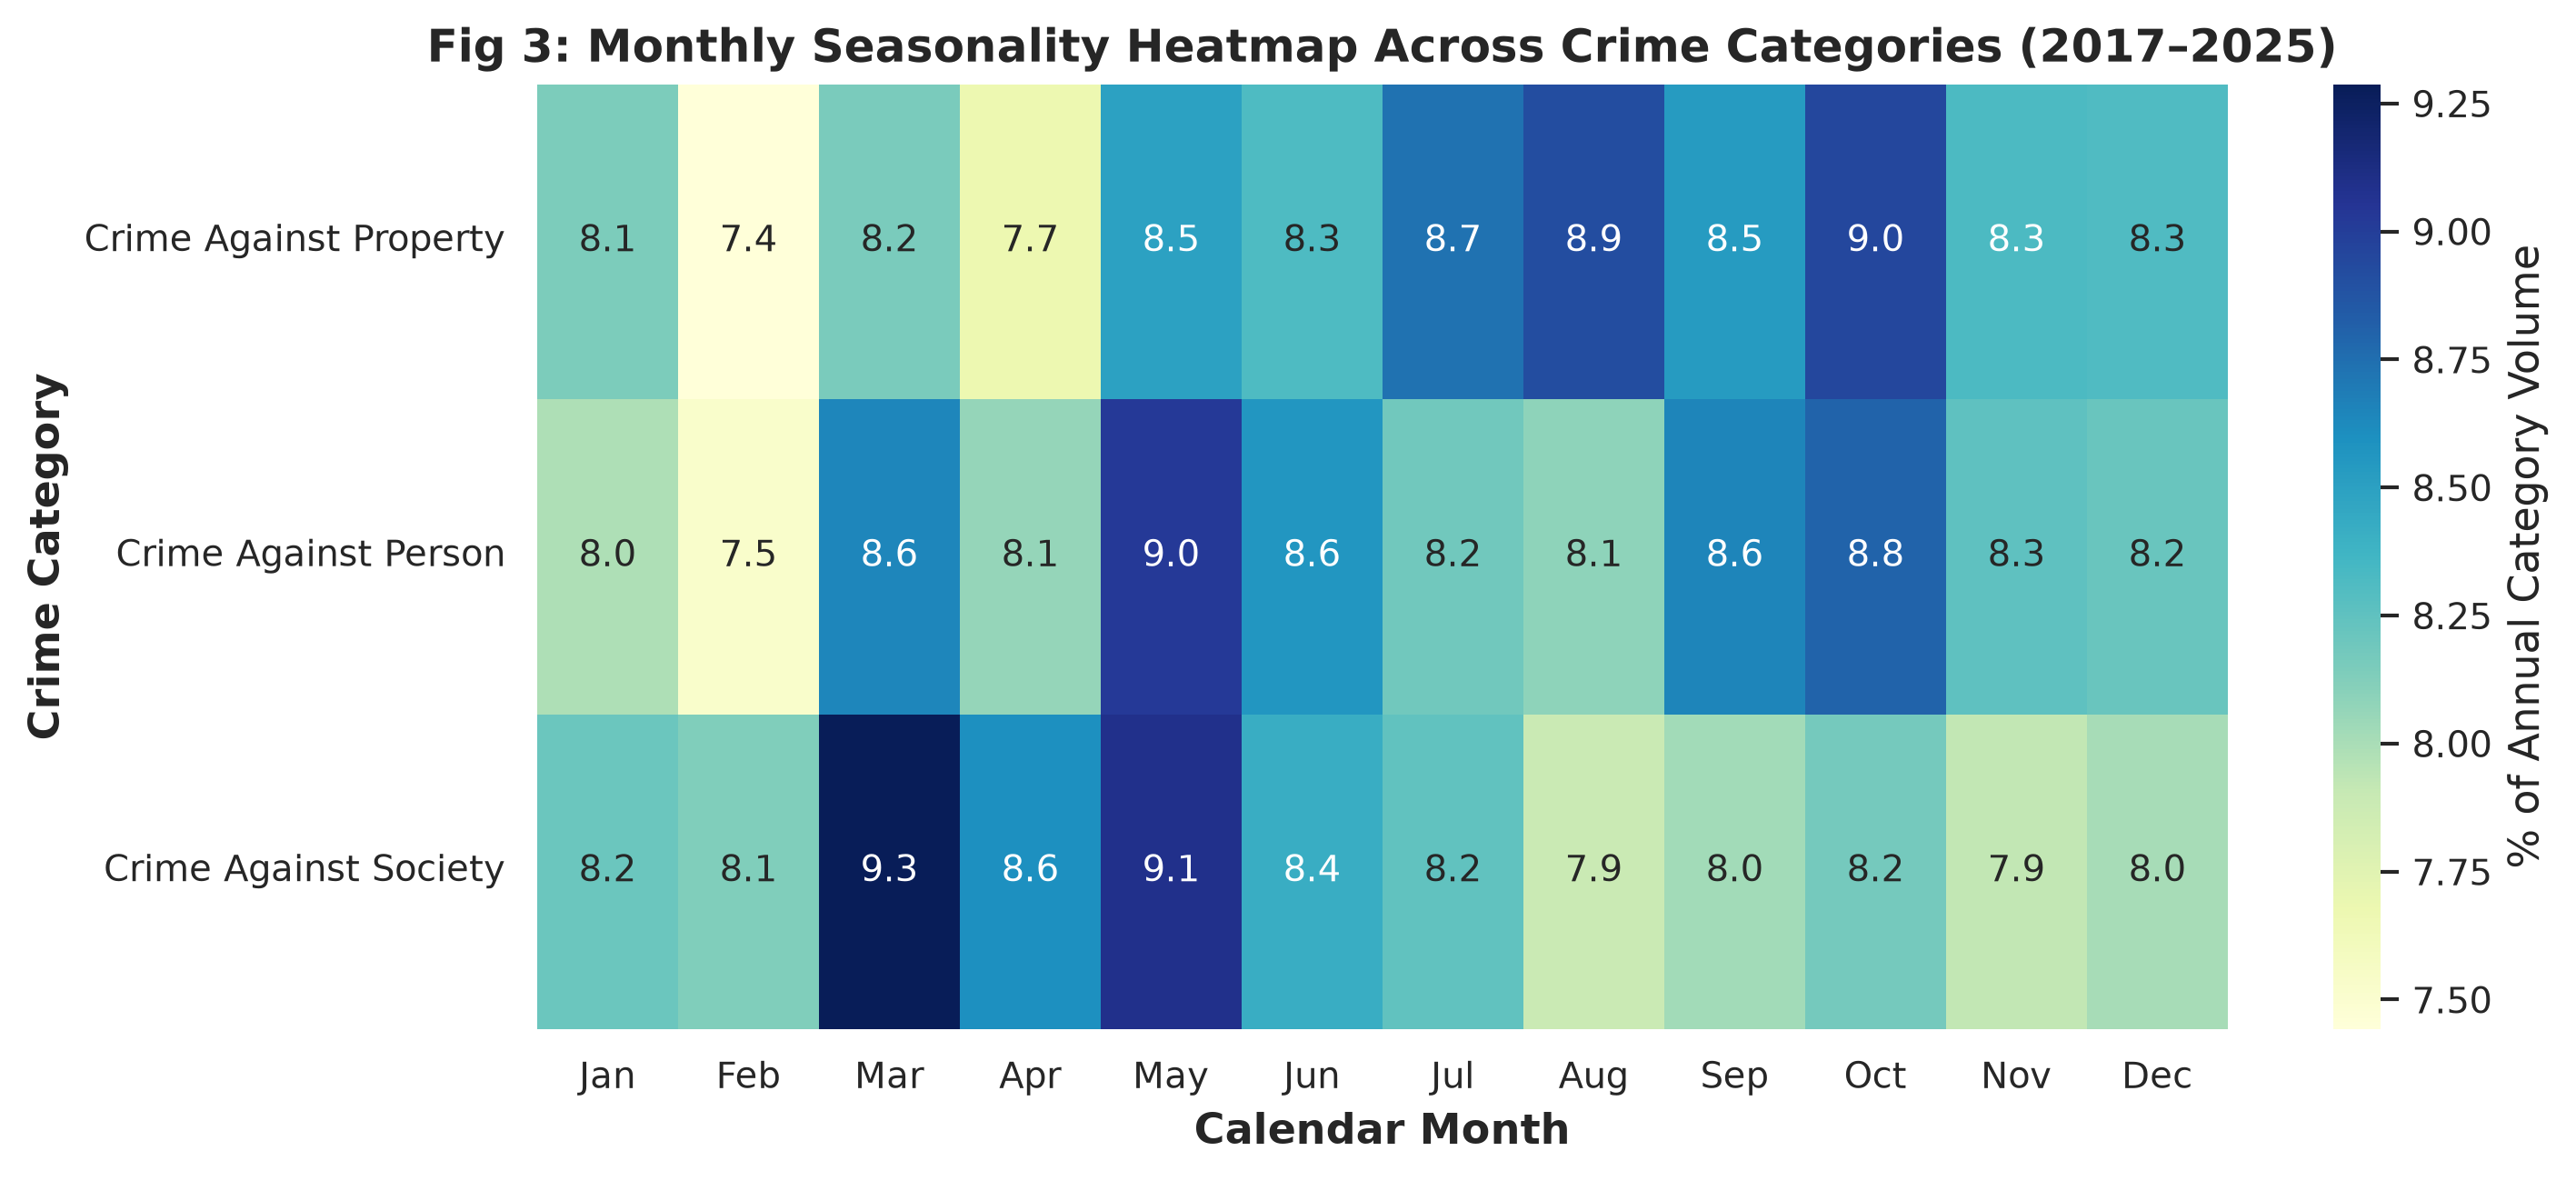 Fig 3: Monthly Seasonality Heatmap Across Crime Categories (2017–2025)
Crime Category
Crime Against Property 8.1 7.4 8.2 7.7 8.5 8.3 8.7 8.9 8.5 9.0 8.3 8.3
Crime Against Person 8.0 7.5 8.6 8.1 9.0 8.6 8.2 8.1 8.6 8.8 8.3 8.2
Crime Against Society 8.2 8.1 9.3 8.6 9.1 8.4 8.2 7.9 8.0 8.2 7.9 8.0
Jan Feb Mar Apr May Jun Jul Aug Sep Oct Nov Dec
Calendar Month
9.25
9.00
8.75
8.50
8.25
8.00
7.75
7.50
% of Annual Category Volume